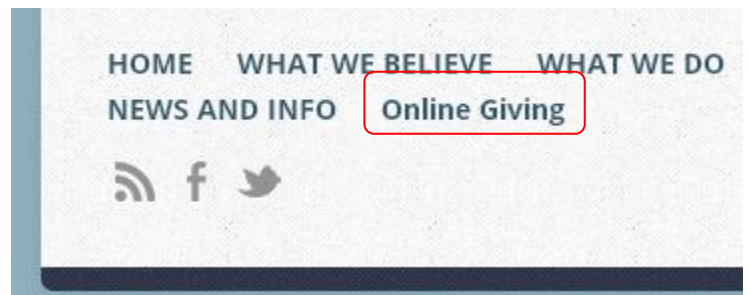 HOME WHAT WE BELIEVE WHAT WE DO
NEWS AND INFO Online Giving